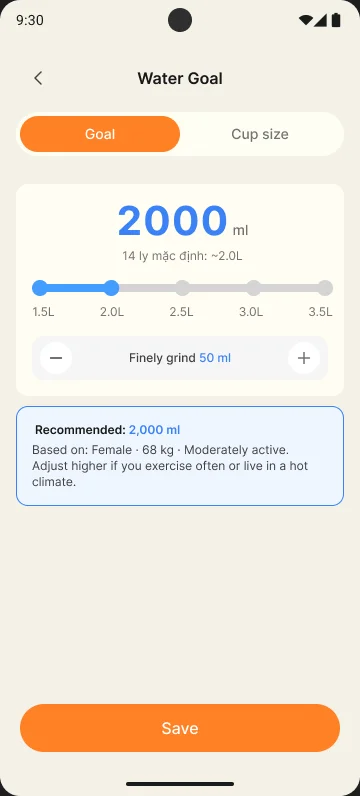 9:30
Water Goal
Goal
Cup size
2000 ml
14 ly mặc định: ~2.0L
1.5L 2.0L 2.5L 3.0L 3.5L
Finely grind 50 ml
Recommended: 2,000 ml
Based on: Female · 68 kg · Moderately active.
Adjust higher if you exercise often or live in a hot
climate.
Save